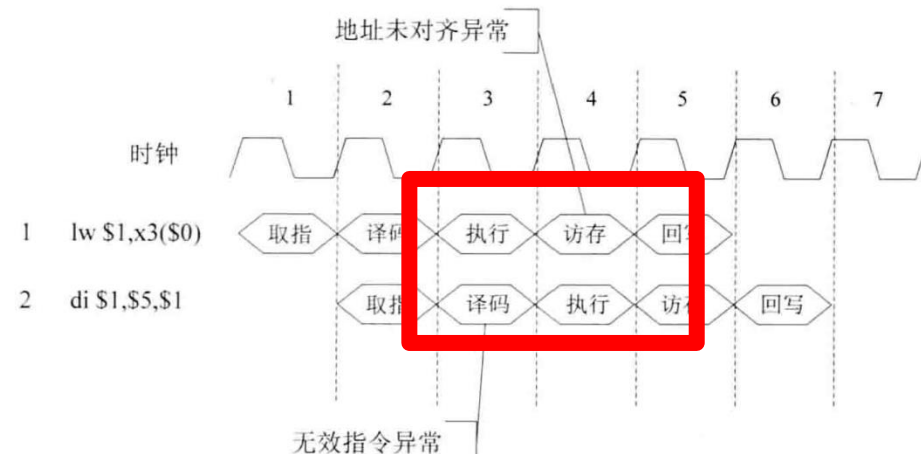 地址未对齐异常
1 2 3 4 5 6 7
时钟
1 lw $1,x3($0) 取指 译码 执行 访存
2 di $1,$5,$1 取指 译码 执行 回写
无效指令异常